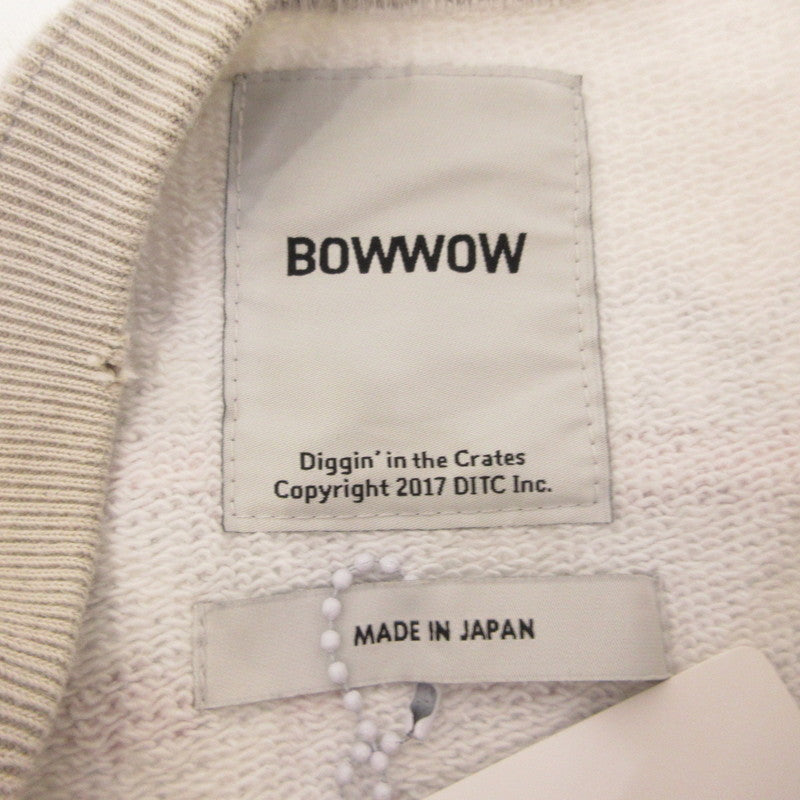 BOWWOW
Diggin' in the Crates
Copyright 2017 DITC Inc.
MADE IN JAPAN